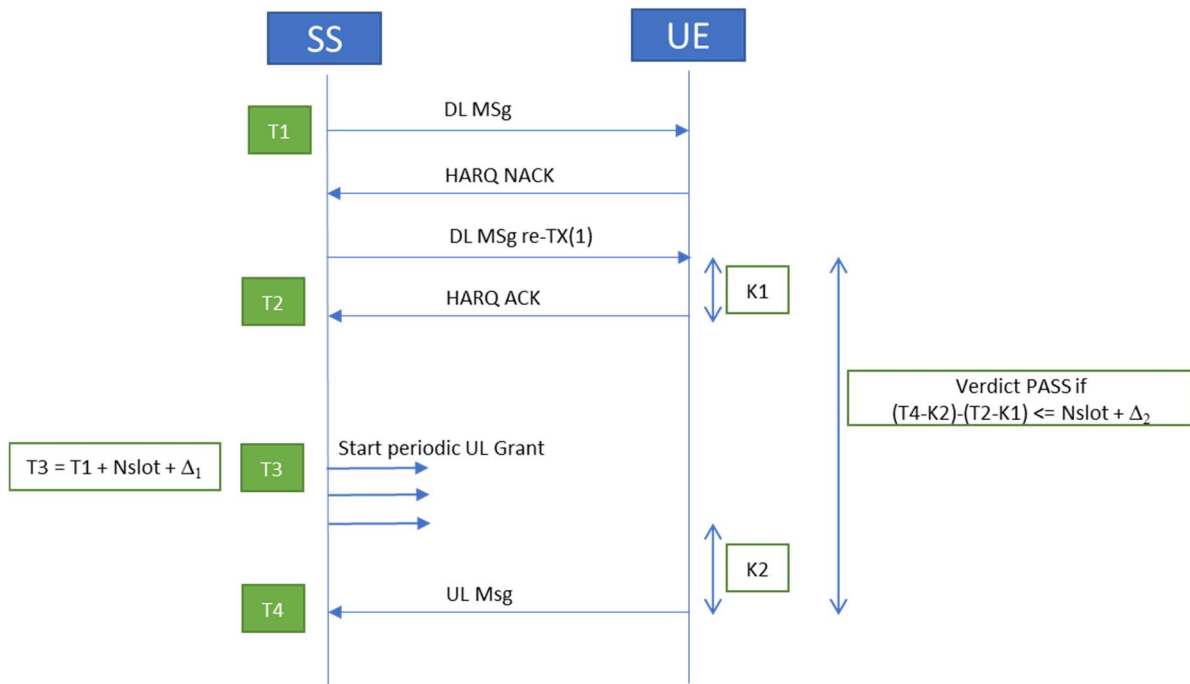 SS
UE
DL MSg
T1
HARQ NACK
DL MSg re-TX(1)
K1
HARQ ACK
T2
Verdict PASS if
(T4-K2)-(T2-K1) <= Nslot + Δ₂
Start periodic UL Grant
T3 = T1 + Nslot + Δ₁
T3
K2
UL Msg
T4